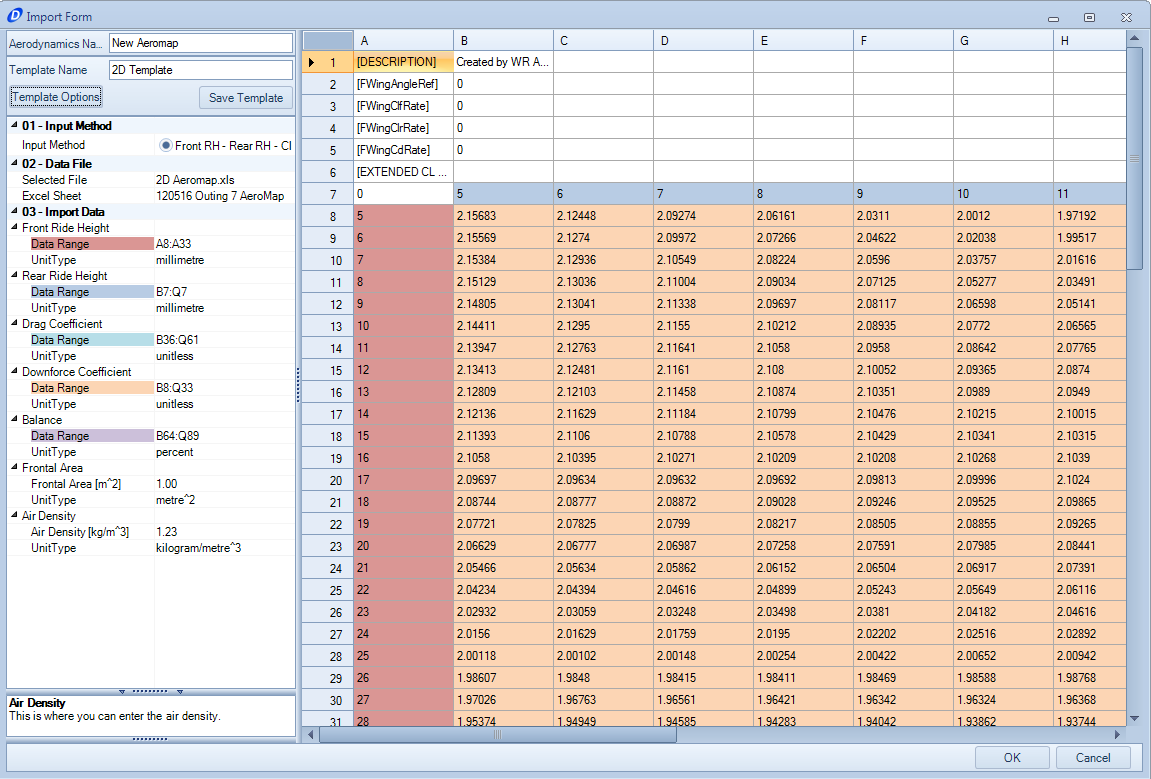 Import Form
Aerodynamics Na... New Aeromap
Template Name 2D Template
Template Options Save Template
01 - Input Method
Input Method Front RH - Rear RH - Cl
02 - Data File
Selected File 2D Aeromap.xls
Excel Sheet 120516 Outing 7 AeroMap
03 - Import Data
Front Ride Height
Data Range A8:A33
UnitType millimetre
Rear Ride Height
Data Range B7:Q7
UnitType millimetre
Drag Coefficient
Data Range B36:Q61
UnitType unitless
Downforce Coefficient
Data Range B8:Q33
UnitType unitless
Balance
Data Range B64:Q89
UnitType percent
Frontal Area
Frontal Area [m^2] 1.00
UnitType metre^2
Air Density
Air Density [kg/m^3] 1.23
UnitType kilogram/metre^3
Air Density
This is where you can enter the air density.
A B C D E F G H
1 [DESCRIPTION] Created by WR A...
2 [FWingAngleRef] 0
3 [FWingClfRate] 0
4 [FWingClrRate] 0
5 [FWingCdRate] 0
6 [EXTENDED CL ...
7 0 5 6 7 8 9 10 11
8 5 2.15683 2.12448 2.09274 2.06161 2.0311 2.0012 1.97192
9 6 2.15569 2.1274 2.09972 2.07266 2.04622 2.02038 1.99517
10 7 2.15384 2.12936 2.10549 2.08224 2.0596 2.03757 2.01616
11 8 2.15129 2.13036 2.11004 2.09034 2.07125 2.05277 2.03491
12 9 2.14805 2.13041 2.11338 2.09697 2.08117 2.06598 2.05141
13 10 2.14411 2.1295 2.1155 2.10212 2.08935 2.0772 2.06565
14 11 2.13947 2.12763 2.11641 2.1058 2.0958 2.08642 2.07765
15 12 2.13413 2.12481 2.1161 2.108 2.10052 2.09365 2.0874
16 13 2.12809 2.12103 2.11458 2.10874 2.10351 2.0989 2.0949
17 14 2.12136 2.11629 2.11184 2.10799 2.10476 2.10215 2.10015
18 15 2.11393 2.1106 2.10788 2.10578 2.10429 2.10341 2.10315
19 16 2.1058 2.10395 2.10271 2.10209 2.10208 2.10268 2.1039
20 17 2.09697 2.09634 2.09632 2.09692 2.09813 2.09996 2.1024
21 18 2.08744 2.08777 2.08872 2.09028 2.09246 2.09525 2.09865
22 19 2.07721 2.07825 2.0799 2.08217 2.08505 2.08855 2.09265
23 20 2.06629 2.06777 2.06987 2.07258 2.07591 2.07985 2.08441
24 21 2.05466 2.05634 2.05862 2.06152 2.06504 2.06917 2.07391
25 22 2.04234 2.04394 2.04616 2.04899 2.05243 2.05649 2.06116
26 23 2.02932 2.03059 2.03248 2.03498 2.0381 2.04182 2.04616
27 24 2.0156 2.01629 2.01759 2.0195 2.02202 2.02516 2.02892
28 25 2.00118 2.00102 2.00148 2.00254 2.00422 2.00652 2.00942
29 26 1.98607 1.9848 1.98415 1.98411 1.98469 1.98588 1.98768
30 27 1.97026 1.96763 1.96561 1.96421 1.96342 1.96324 1.96368
31 28 1.95374 1.94949 1.94585 1.94283 1.94042 1.93862 1.93744
OK Cancel